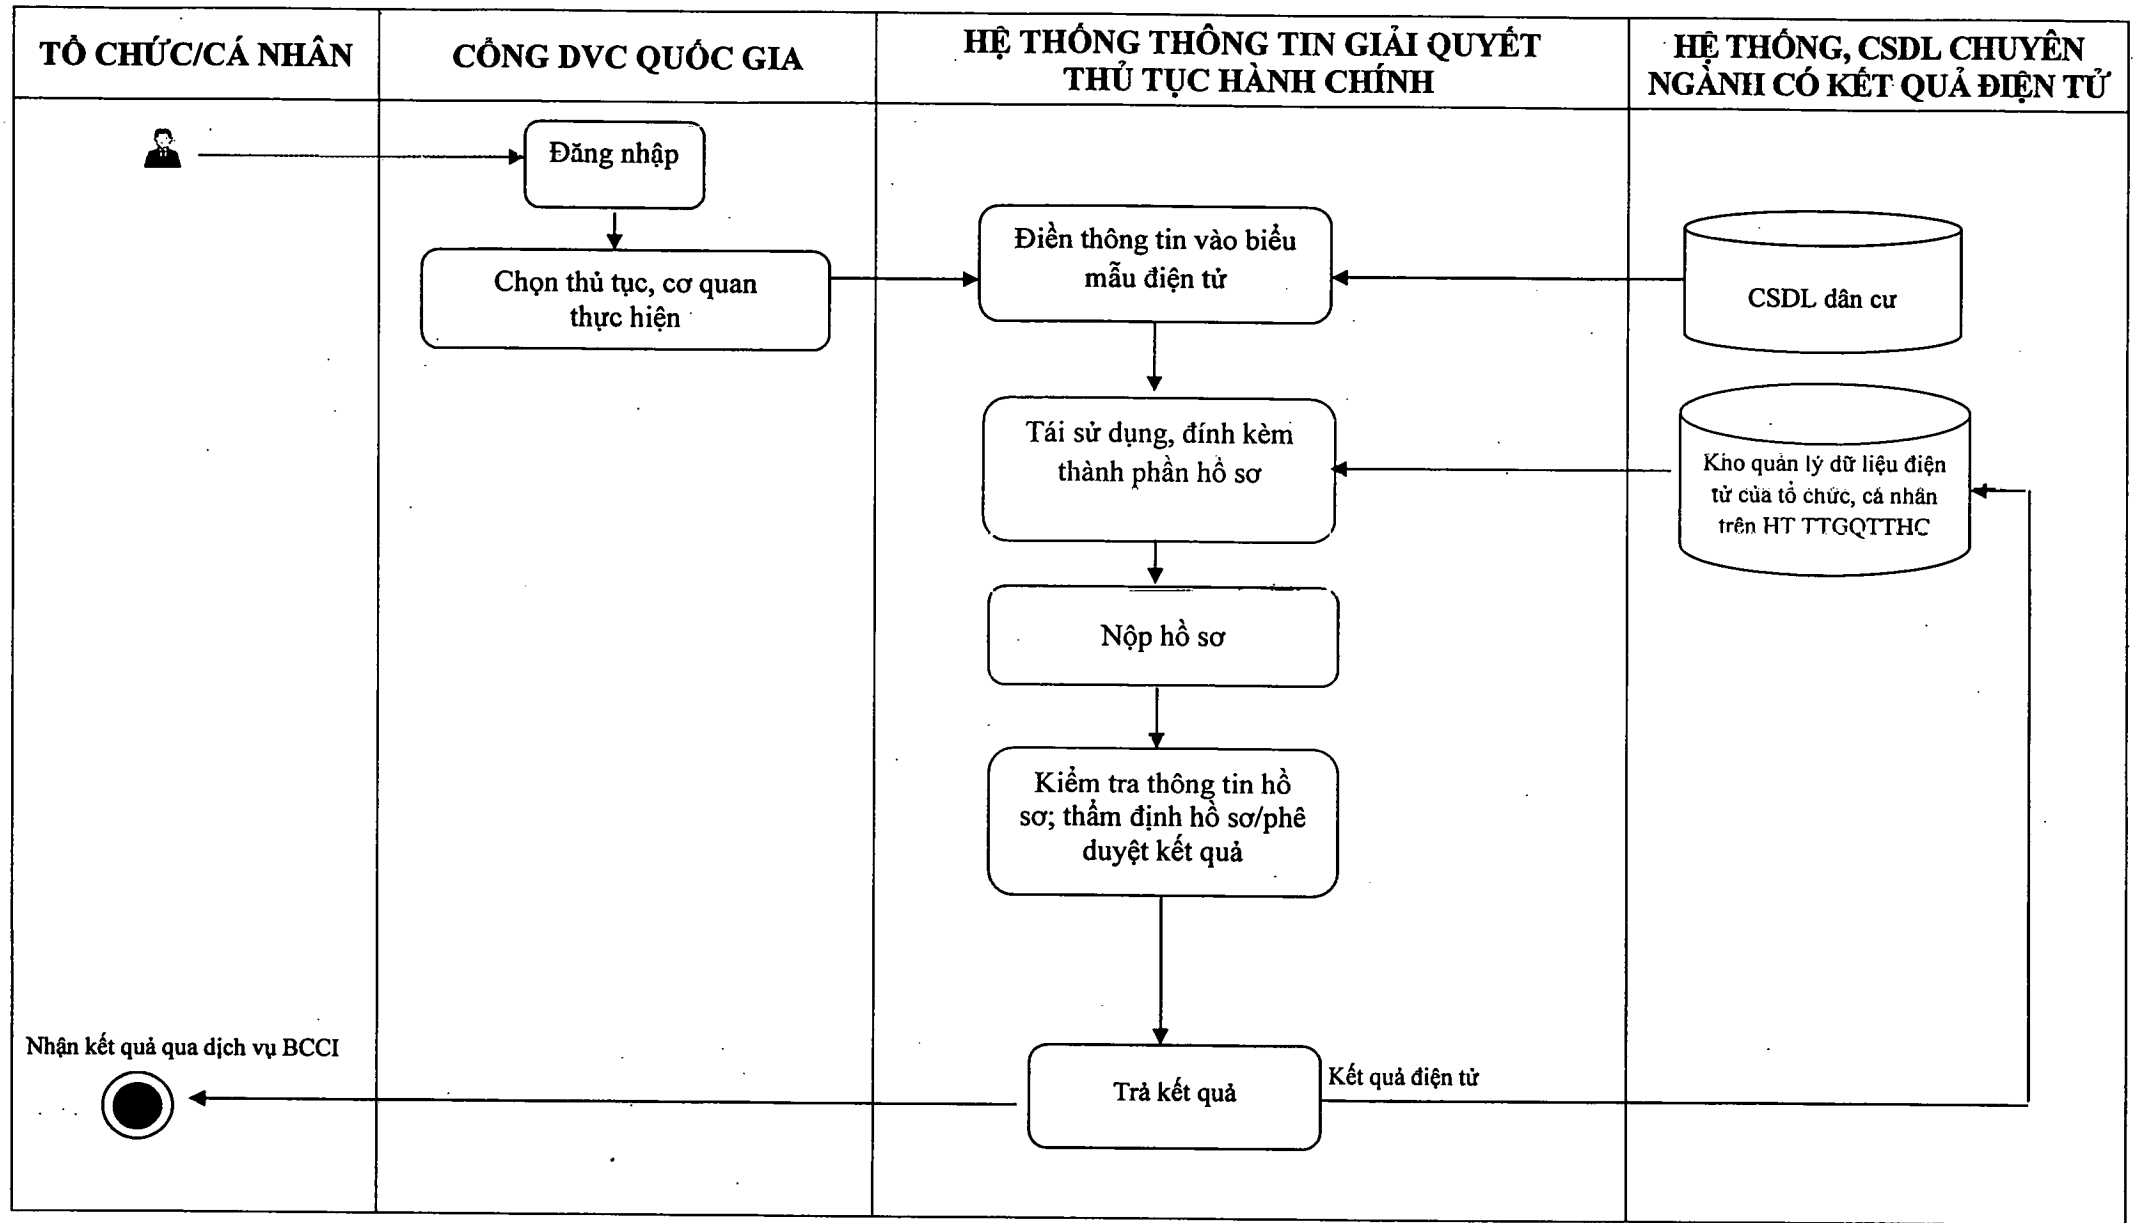 TỔ CHỨC/CÁ NHÂN
CỔNG DVC QUỐC GIA
HỆ THỐNG THÔNG TIN GIẢI QUYẾT
THỦ TỤC HÀNH CHÍNH
HỆ THỐNG, CSDL CHUYÊN
NGÀNH CÓ KẾT QUẢ ĐIỆN TỬ
Đăng nhập
Chọn thủ tục, cơ quan
thực hiện
Điền thông tin vào biểu
mẫu điện tử
CSDL dân cư
Tái sử dụng, đính kèm
thành phần hồ sơ
Kho quản lý dữ liệu điện
tử của tổ chức, cá nhân
trên HT TTGQTTHC
Nộp hồ sơ
Kiểm tra thông tin hồ
sơ; thẩm định hồ sơ/phê
duyệt kết quả
Nhận kết quả qua dịch vụ BCCI
Trả kết quả
Kết quả điện tử